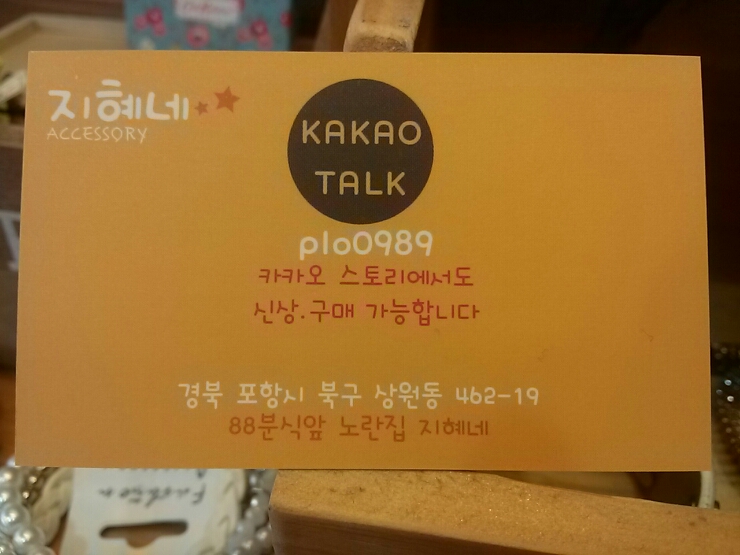 지혜네
ACCESSORY
KAKAO
TALK
plo0989
카카오 스토리에서도
신상.구매 가능합니다
경북 포항시 북구 상원동 462-19
88분식앞 노란집 지혜네